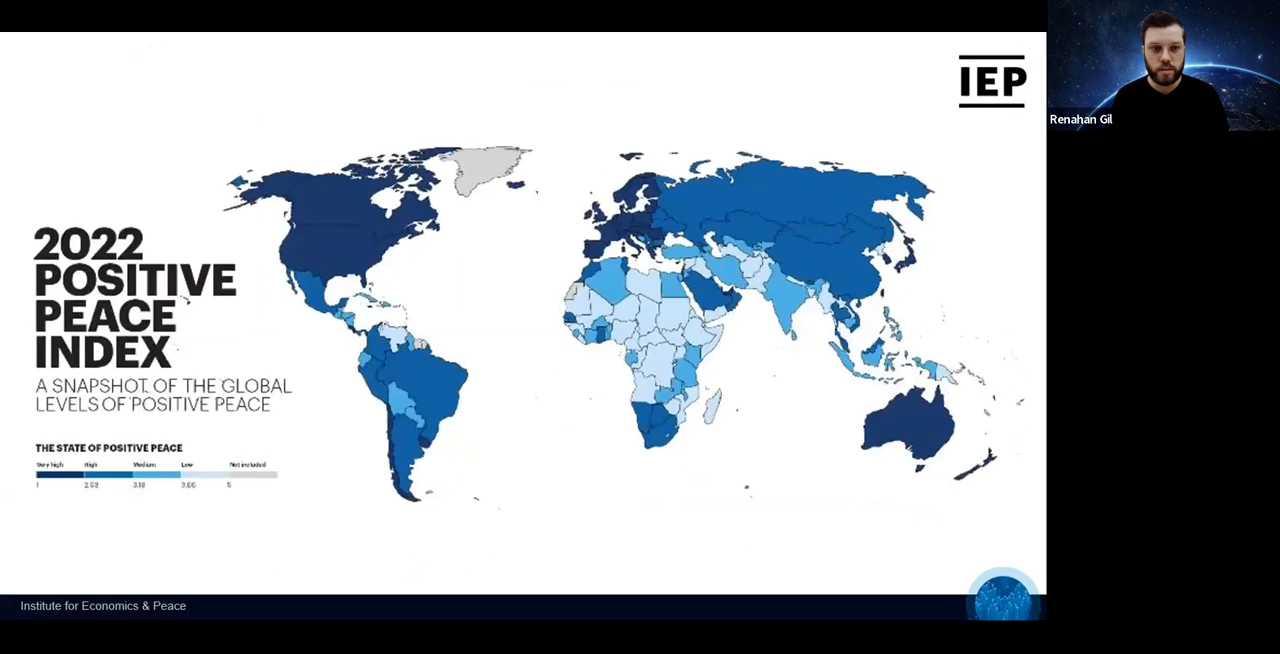 IEP
Renahan Gil
2022
POSITIVE
PEACE
INDEX
A SNAPSHOT OF THE GLOBAL
LEVELS OF POSITIVE PEACE
THE STATE OF POSITIVE PEACE
Very high High Medium Low Not included
1 2.53 3.18 3.66 5
Institute for Economics & Peace